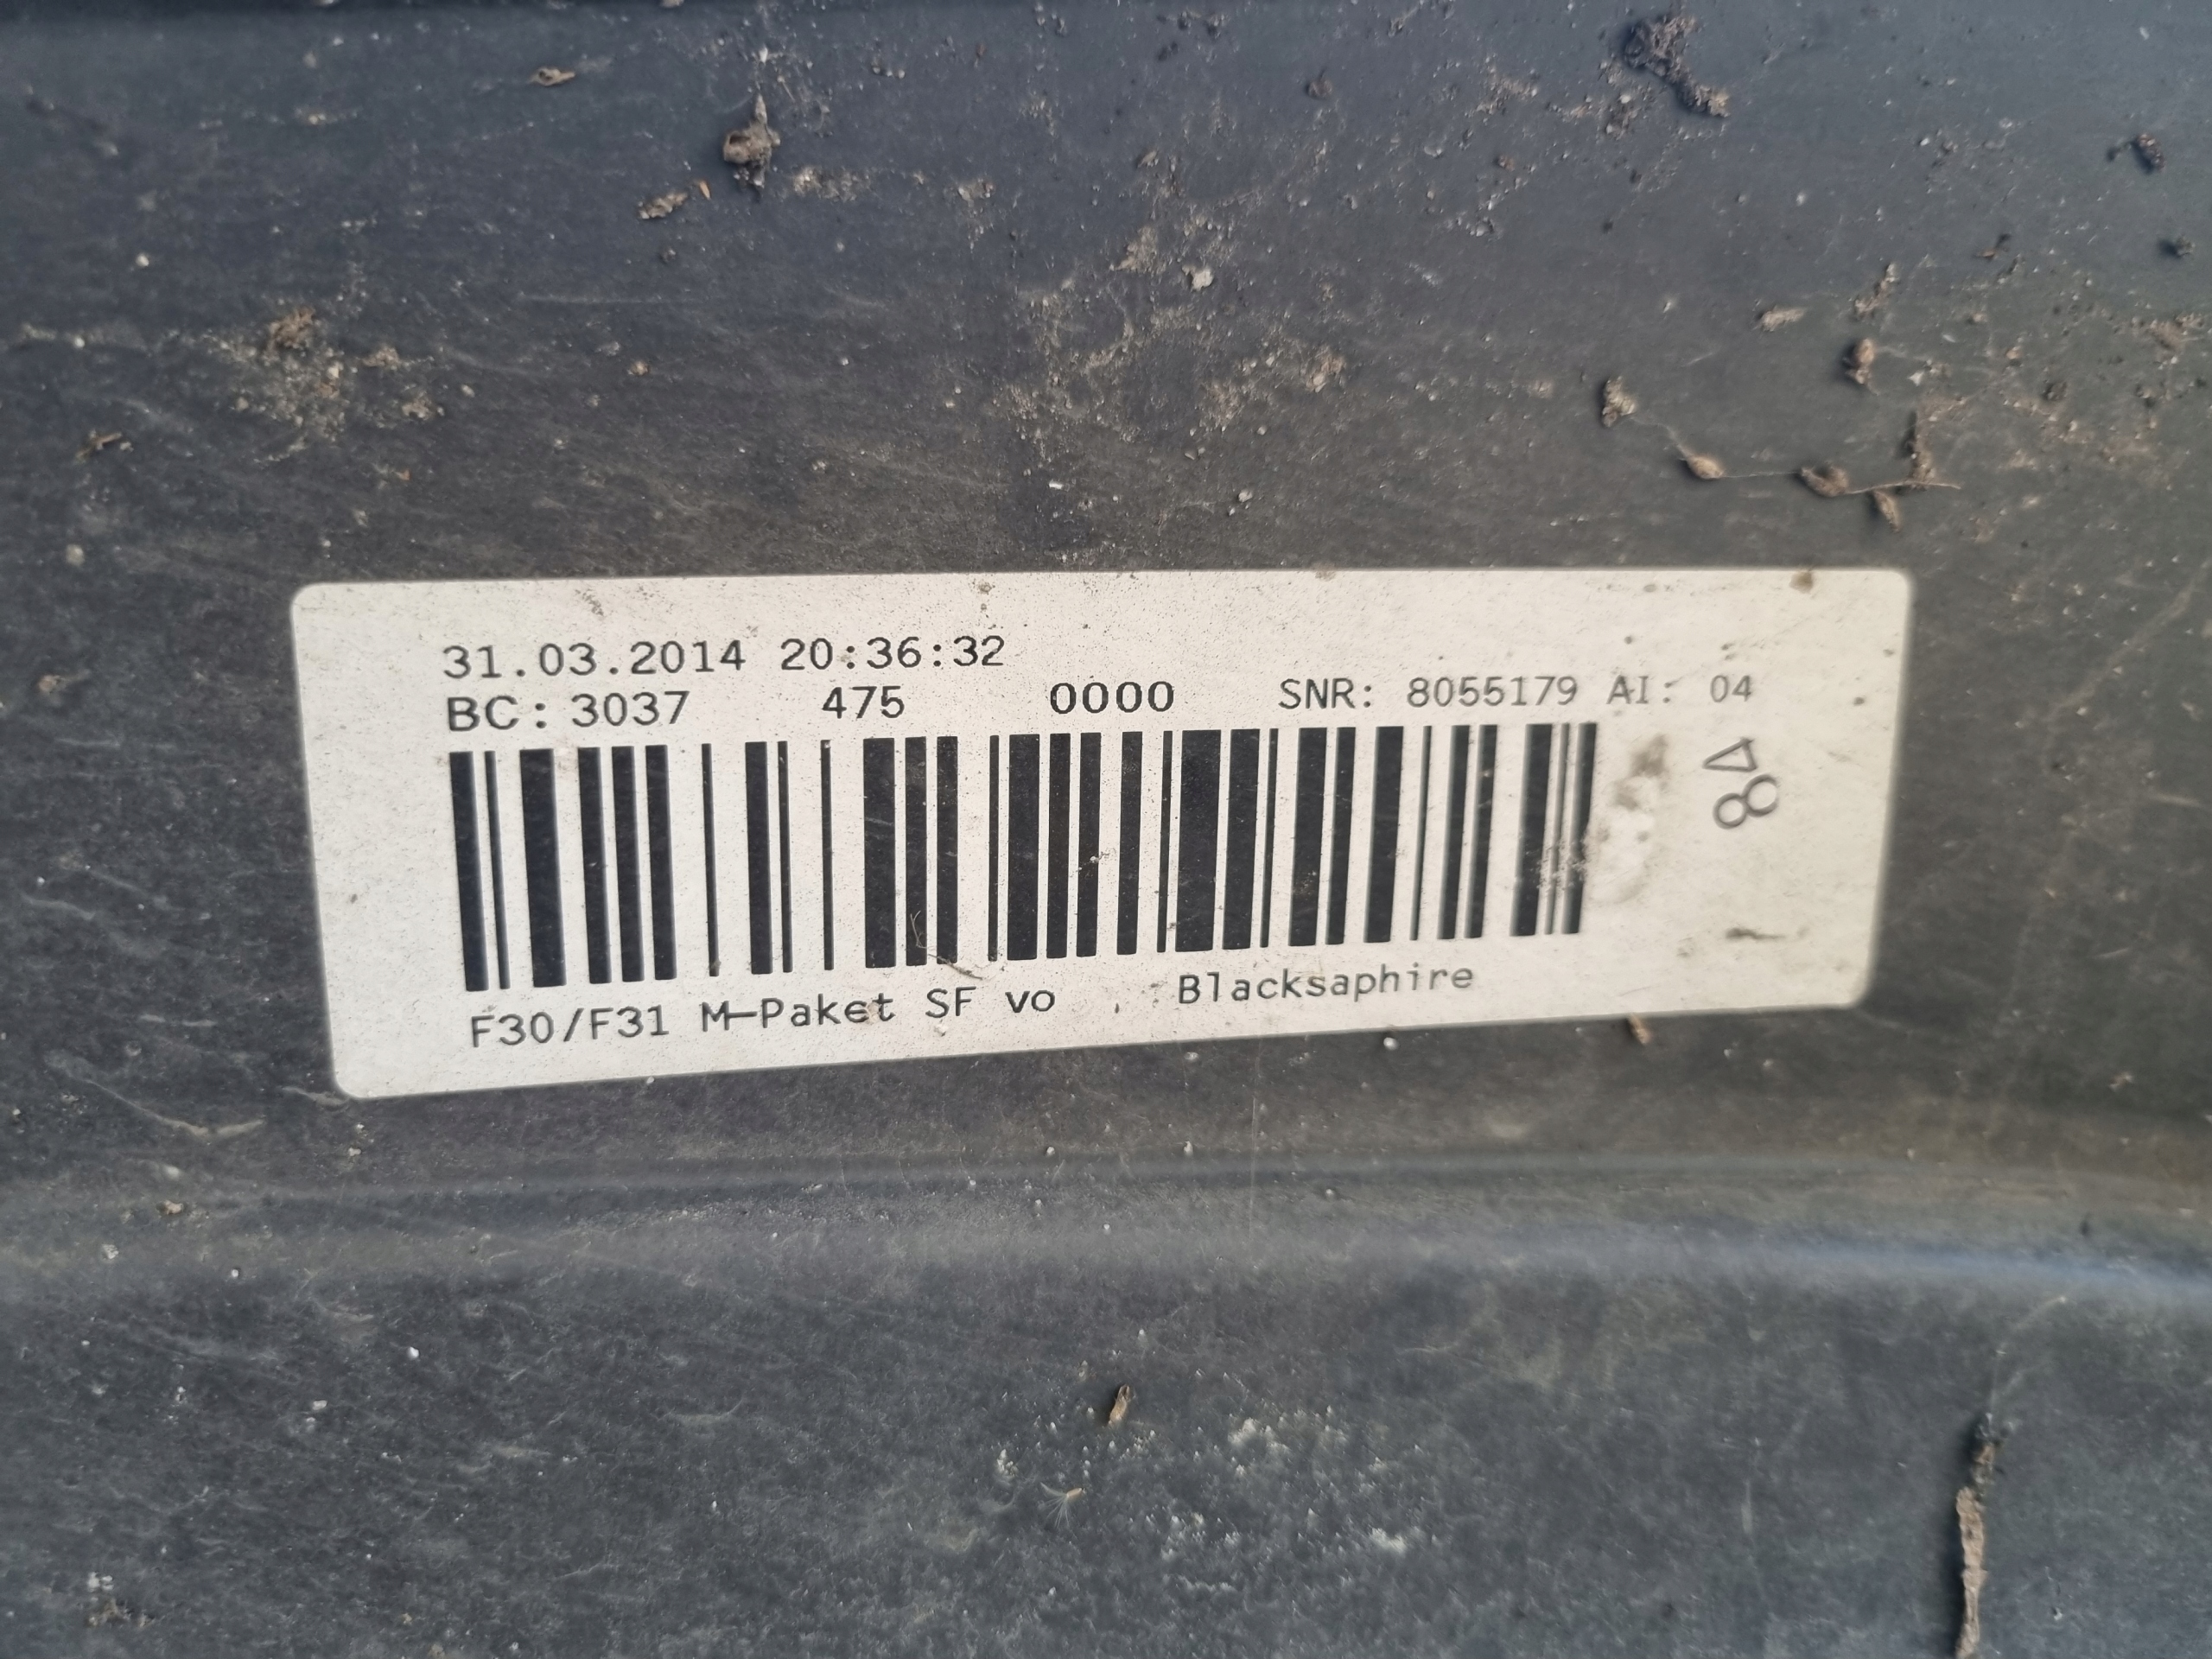 31.03.2014 20:36:32
BC: 3037 475 0000 SNR: 8055179 AI: 04
48
F30/F31 M-Paket SF vo Blacksaphire